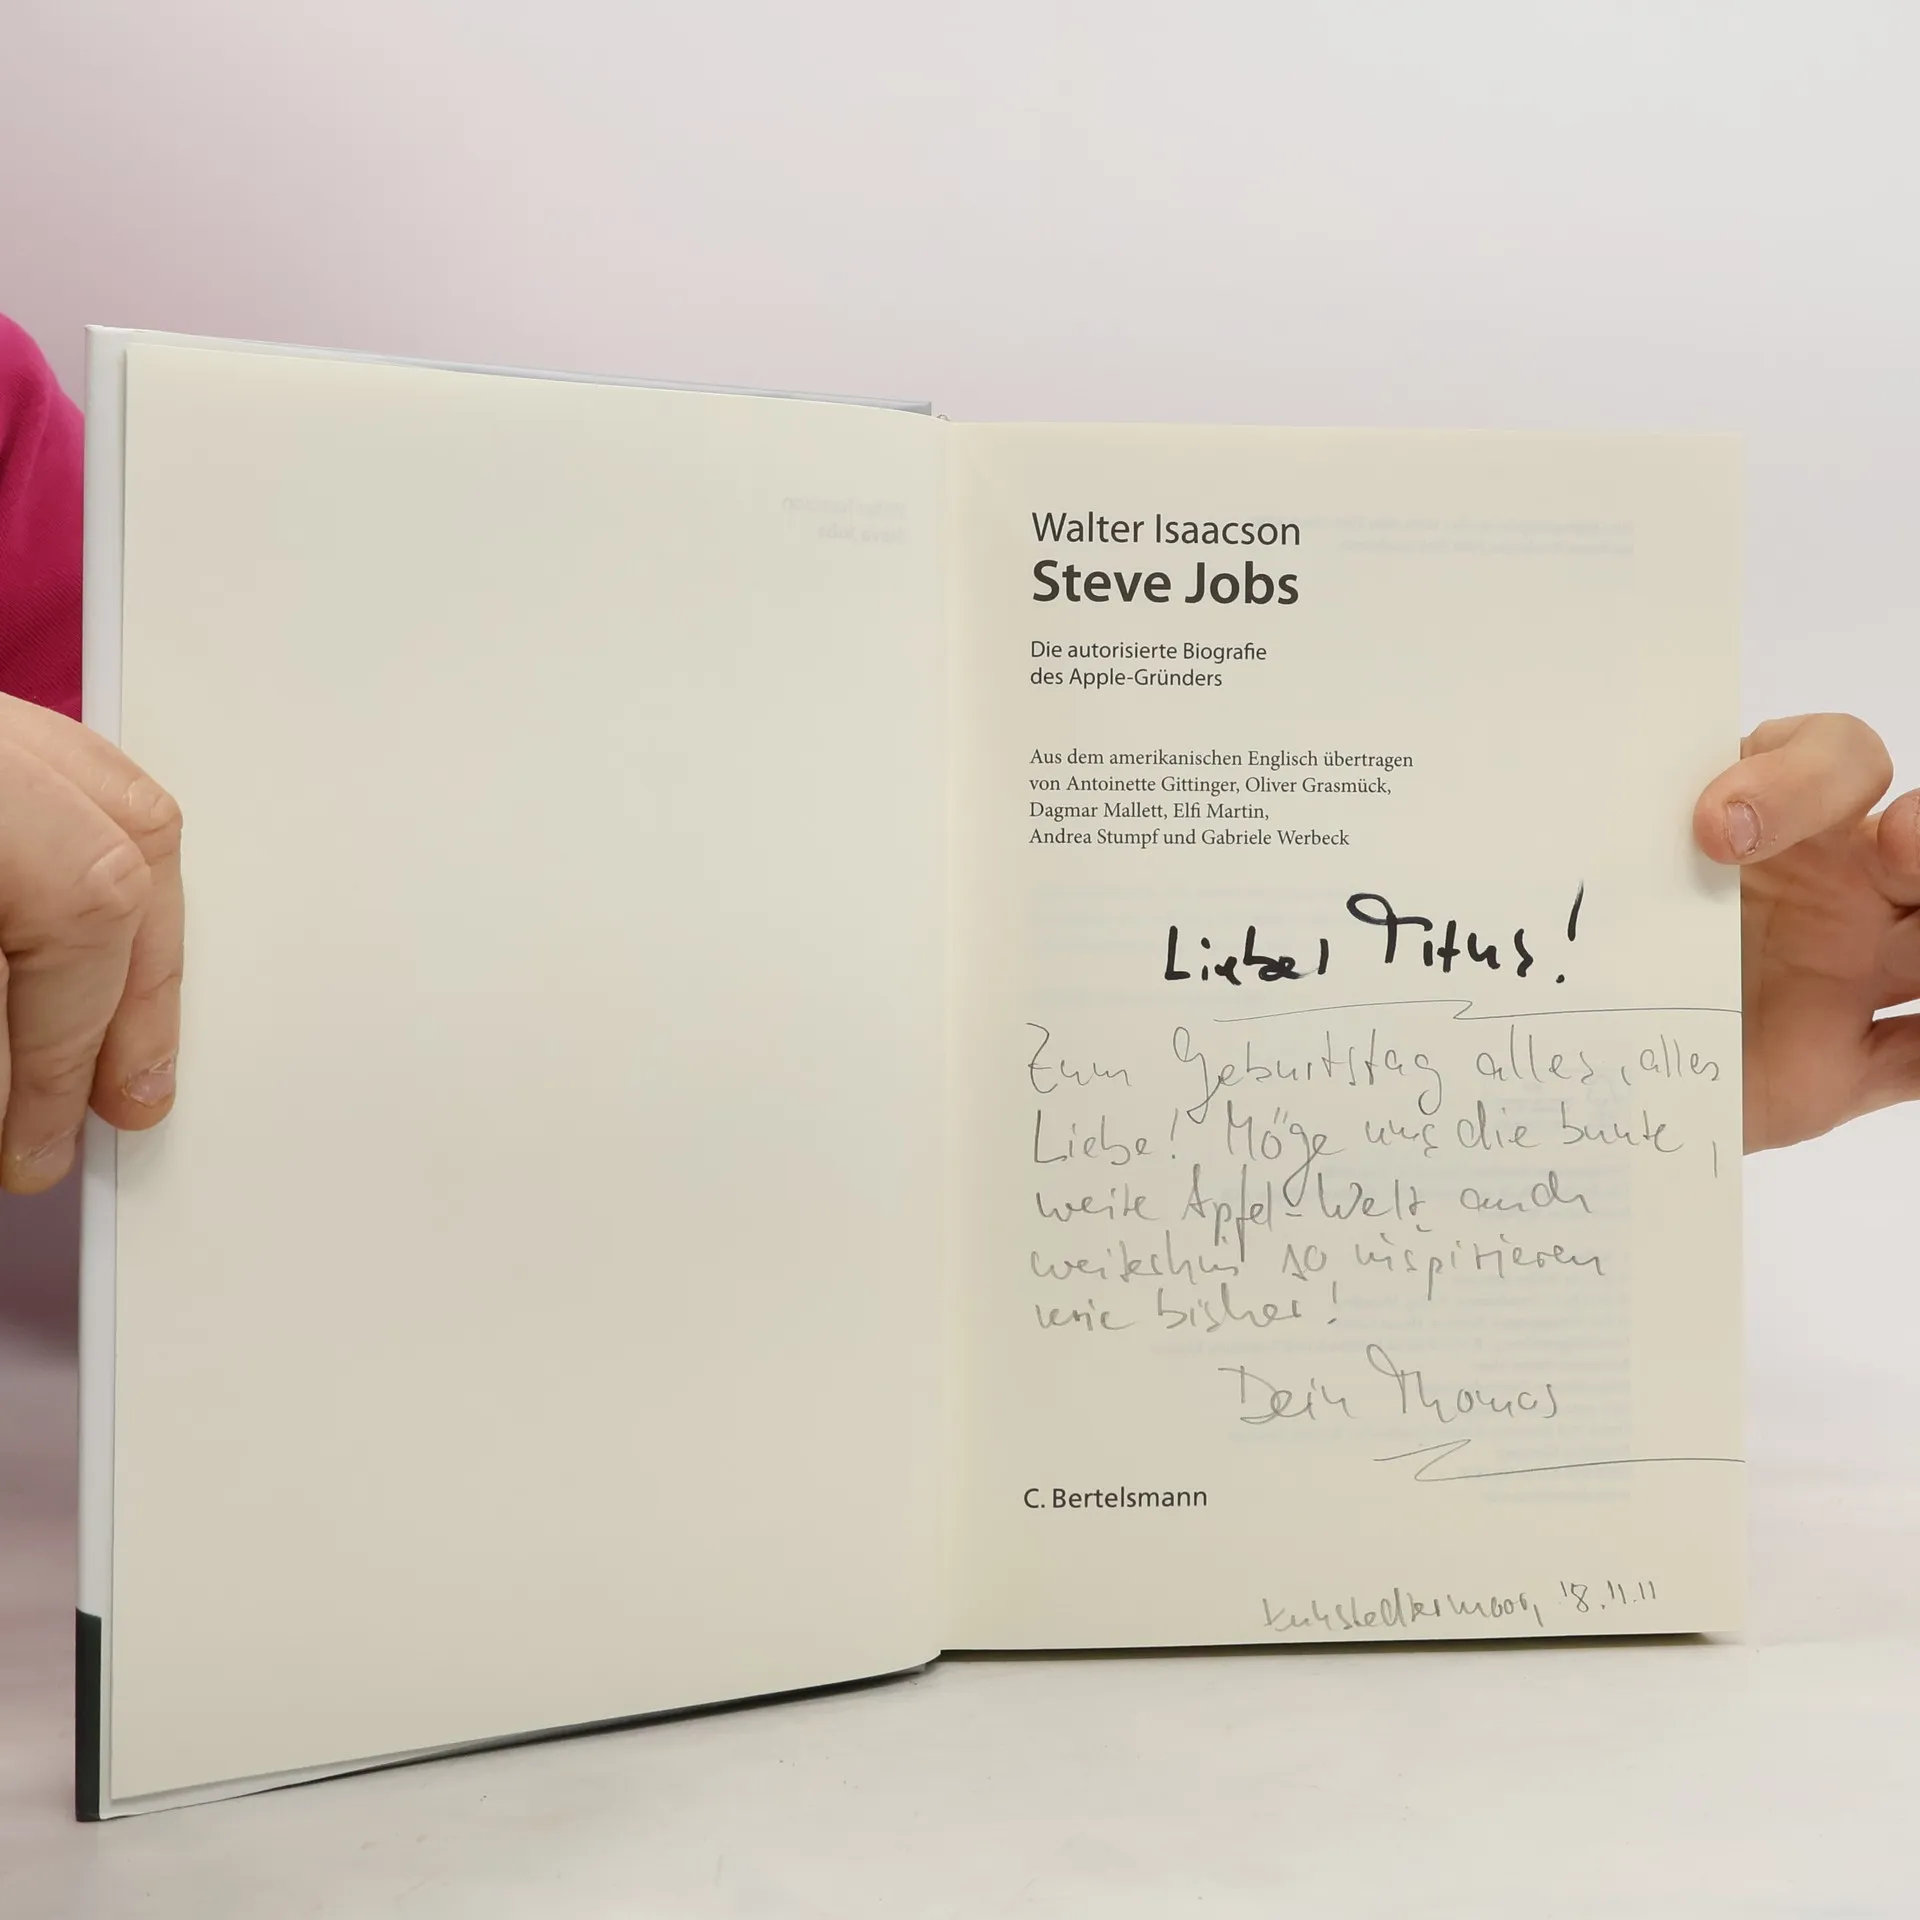 Walter Isaacson
Steve Jobs
Die autorisierte Biografie
des Apple-Gründers
Aus dem amerikanischen Englisch übertragen
von Antoinette Gittinger, Oliver Grasmück,
Dagmar Mallett, Elfi Martin,
Andrea Stumpf und Gabriele Werbeck
Lieber Titus!
Zum Geburtstag alles, alles
Liebe! Möge uns die bunte,
weite Apfel-Welt auch
weiterhin so inspirieren
wie bisher!
Dein Thomas
C. Bertelsmann
18.11.11